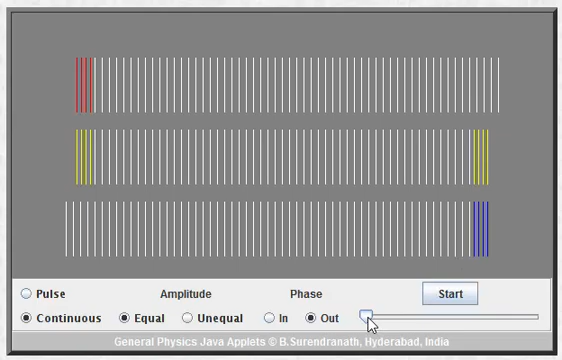 Pulse Amplitude Phase Start
Continuous Equal Unequal In Out
General Physics Java Applets © B.Surendranath, Hyderabad, India